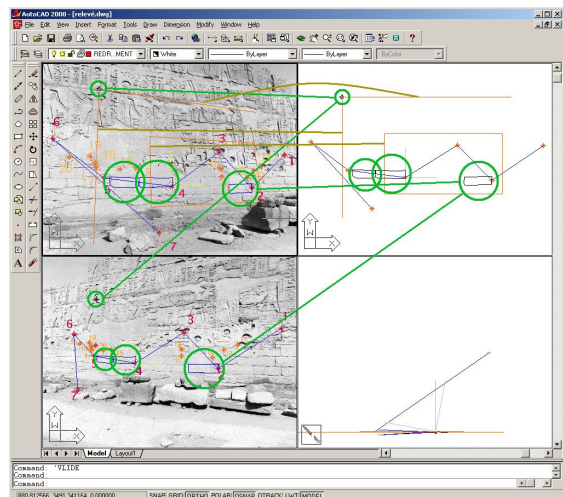 AutoCAD 2000 - [relevé.dwg]
File Edit View Insert Format Tools Draw Dimension Modify Window Help
REDR...MENT White ByLayer ByLayer ByColor
6
3
1
4
2
7
Y
W
X
Y
W
X
6
3
1
4
7
Y
W
X
Model Layout1
Command: 'VLIDE
Command:
Command:
SNAP GRID ORTHO POLAR OSNAP OTRACK LWT MODEL